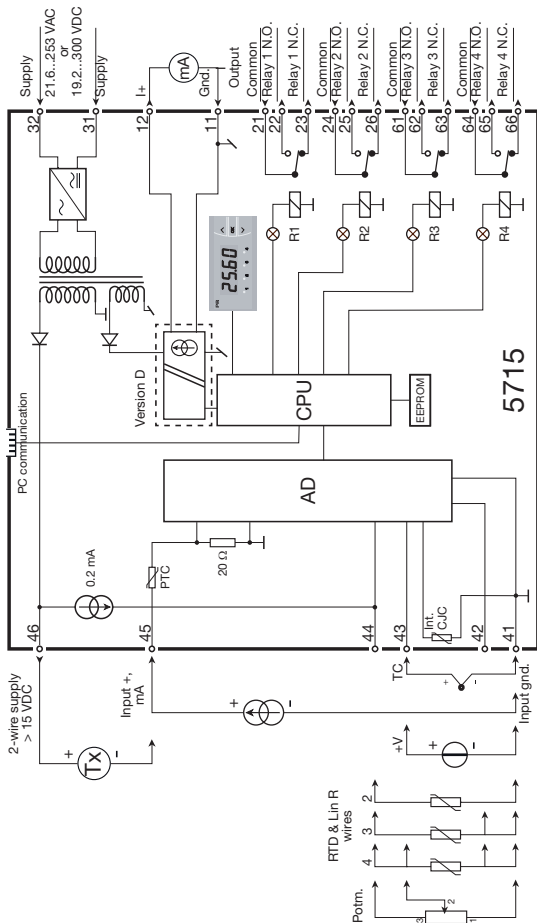 Supply
21.6...253 VAC
or
19.2...300 VDC
Supply
Output
Common
Relay 1 N.O.
Relay 1 N.C.
Common
Relay 2 N.O.
Relay 2 N.C.
Common
Relay 3 N.O.
Relay 3 N.C.
Common
Relay 4 N.O.
Relay 4 N.C.
I+
mA
Gnd.
32
31
12
11
21
22
23
24
25
26
61
62
63
64
65
66
25.60
R1
R2
R3
R4
Version D
CPU
EEPROM
5715
PC communication
AD
0.2 mA
PTC
20 Ω
Int.
CJC
46
45
44
43
42
41
2-wire supply
> 15 VDC
+
Tx
-
Input +,
mA
+
-
TC
+
-
Input gnd.
+V
+
-
RTD & Lin R
wires
2
3
4
Potm.
3
2
1